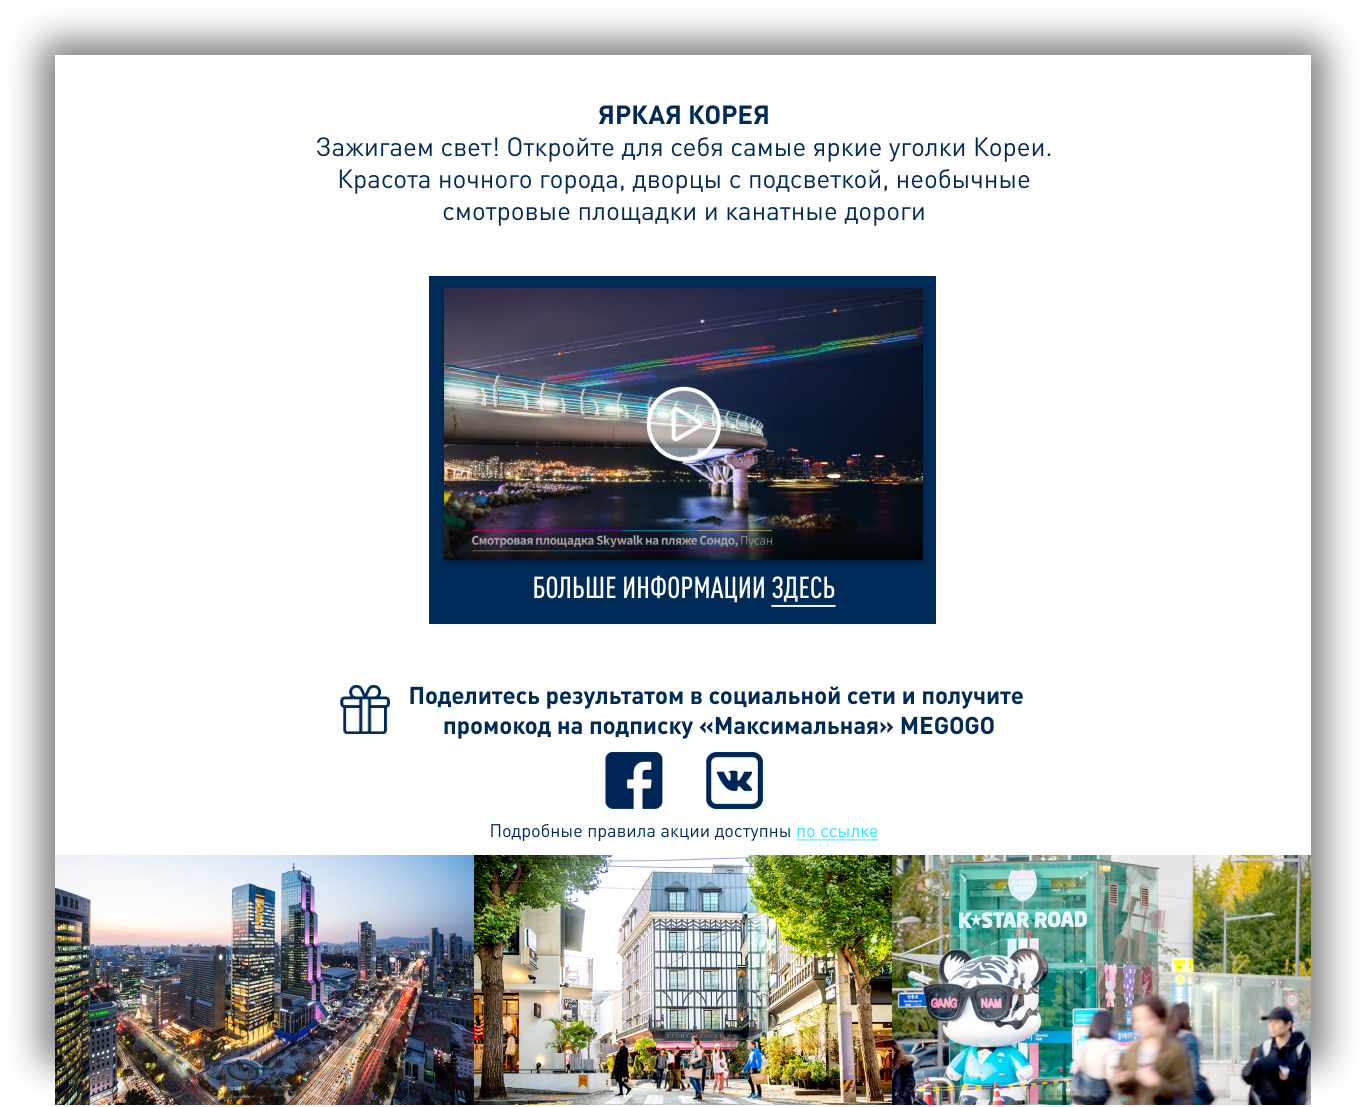 ЯРКАЯ КОРЕЯ
Зажигаем свет! Откройте для себя самые яркие уголки Кореи.
Красота ночного города, дворцы с подсветкой, необычные
смотровые площадки и канатные дороги
Смотровая площадка Skywalk на пляже Сондо, Пусан
БОЛЬШЕ ИНФОРМАЦИИ ЗДЕСЬ
Поделитесь результатом в социальной сети и получите
промокод на подписку «Максимальная» MEGOGO
Подробные правила акции доступны по ссылке
K-STAR
ROAD
K★STAR ROAD
GANG NAM